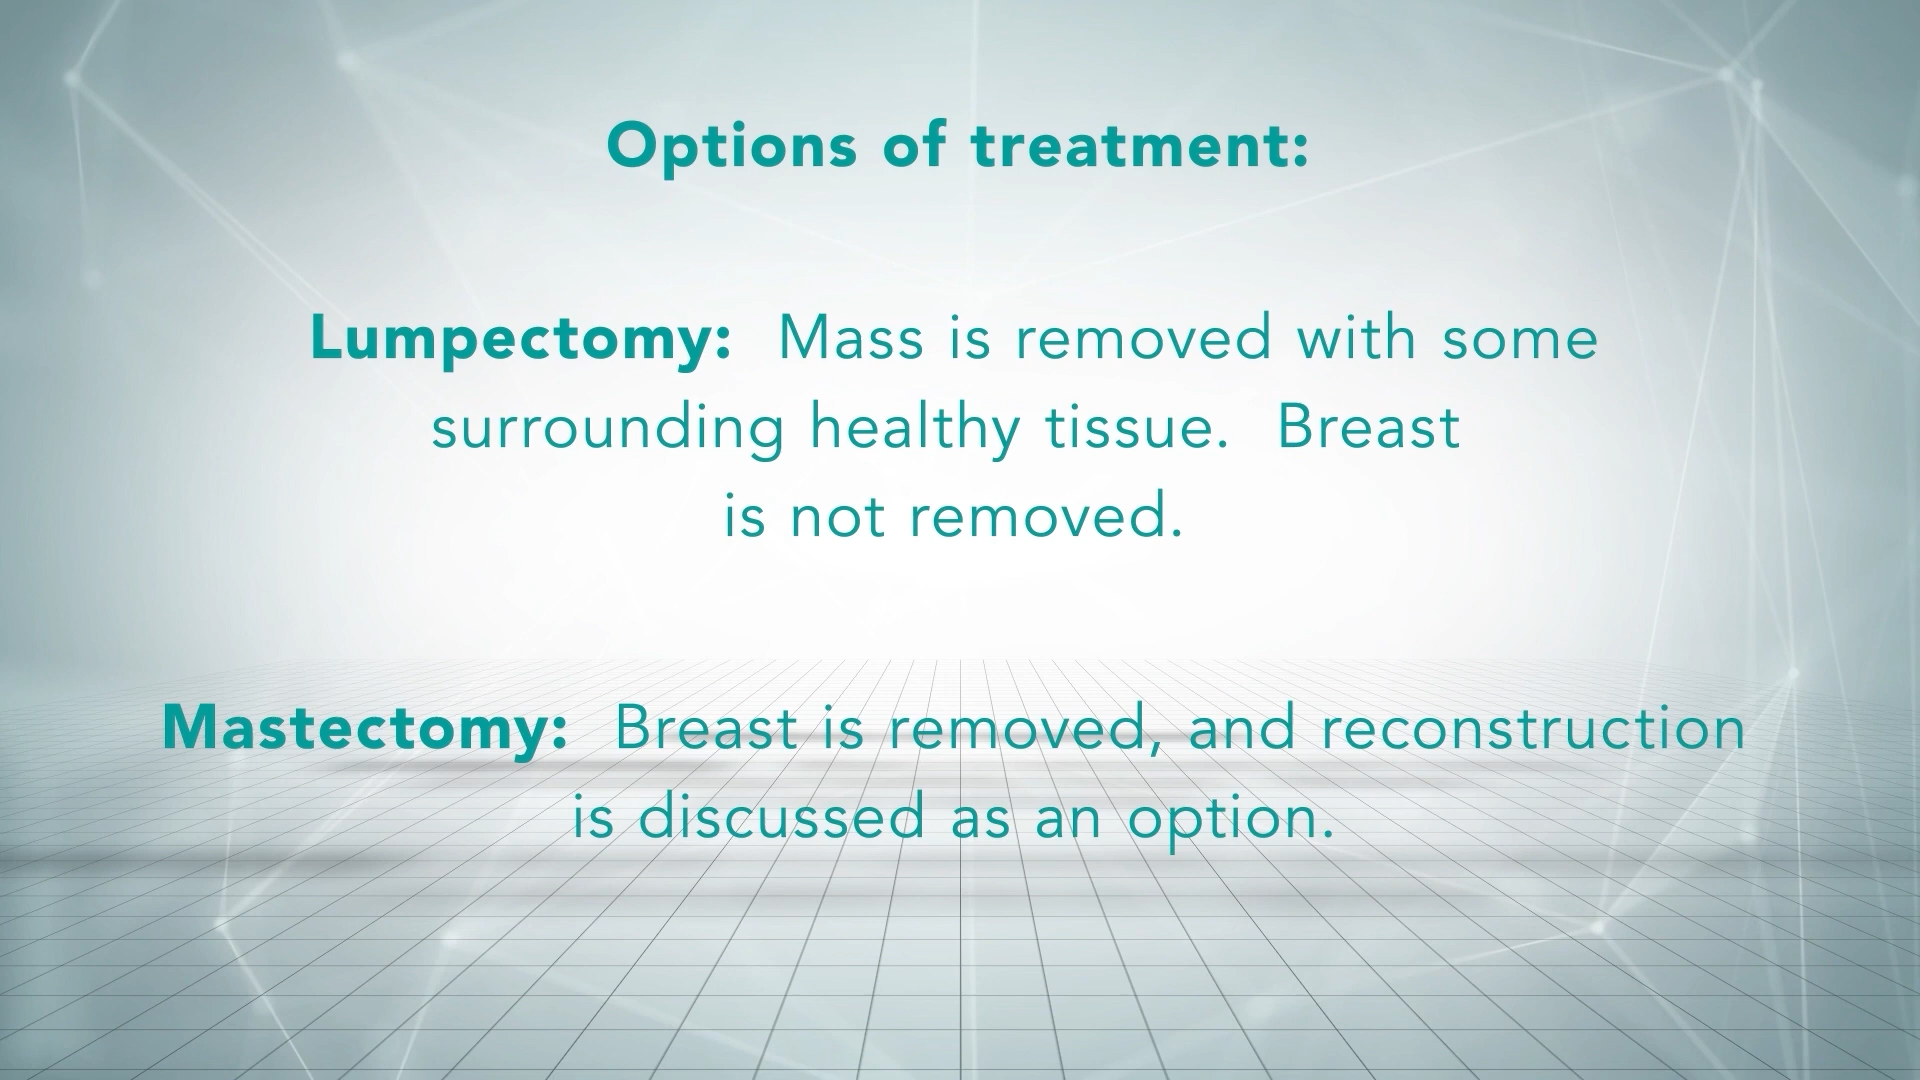 Options of treatment:
Lumpectomy:  Mass is removed with some
surrounding healthy tissue.  Breast
is not removed.
Mastectomy:  Breast is removed, and reconstruction
is discussed as an option.